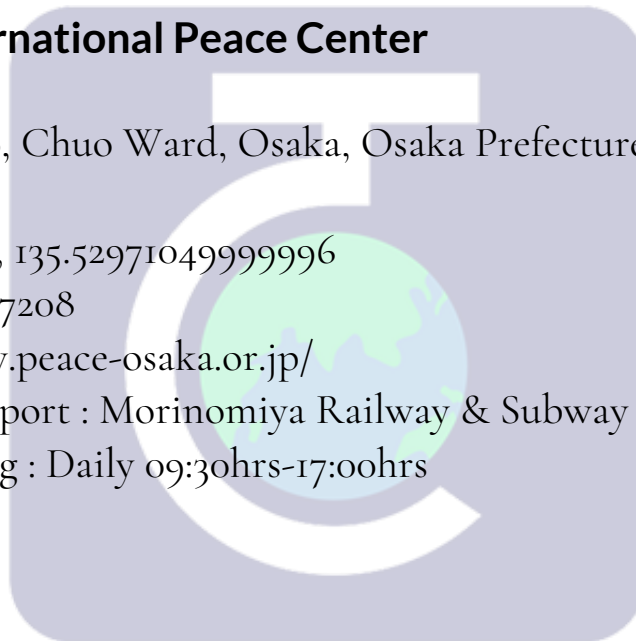 rnational Peace Center
, Chuo Ward, Osaka, Osaka Prefecture
, 135.52971049999996
7208
.peace-osaka.or.jp/
port : Morinomiya Railway & Subway
g : Daily 09:30hrs-17:00hrs